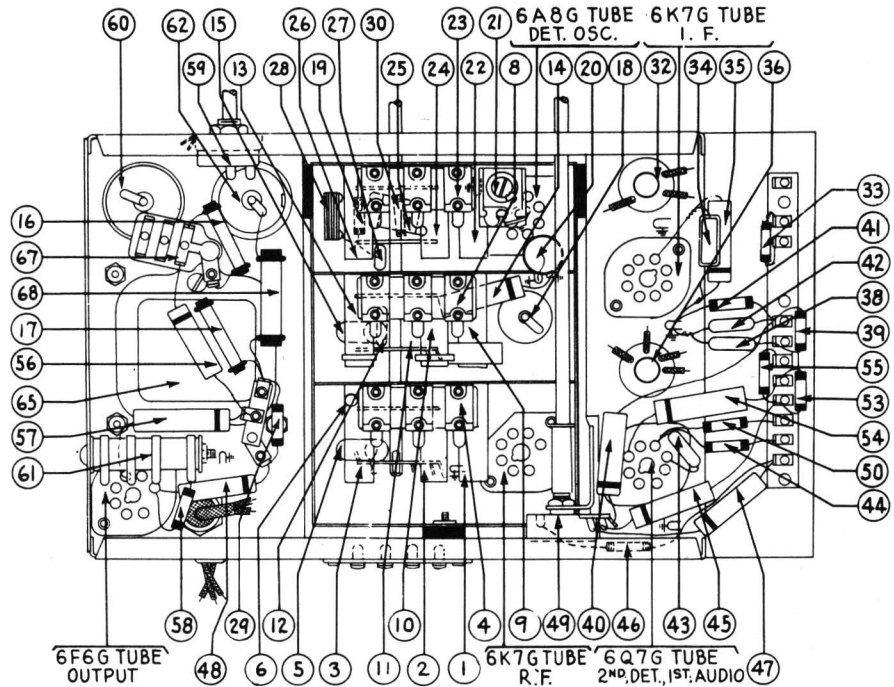 6A8G TUBE
DET. OSC.
6K7G TUBE
I. F.
60 62 15 26 27 30 23 21 20 18
59 13 28 19 25 24 22 8 14 32 34 35 36
16
67
68
17
56
65
57
61
33
41
42
38
39
55
53
54
50
44
58 48 29 6 12 5 3 11 10 2 1 4 9 49 40 46 43 45 47
6F6G TUBE
OUTPUT
6K7G TUBE
R.F.
6Q7G TUBE
2ND. DET., 1ST. AUDIO